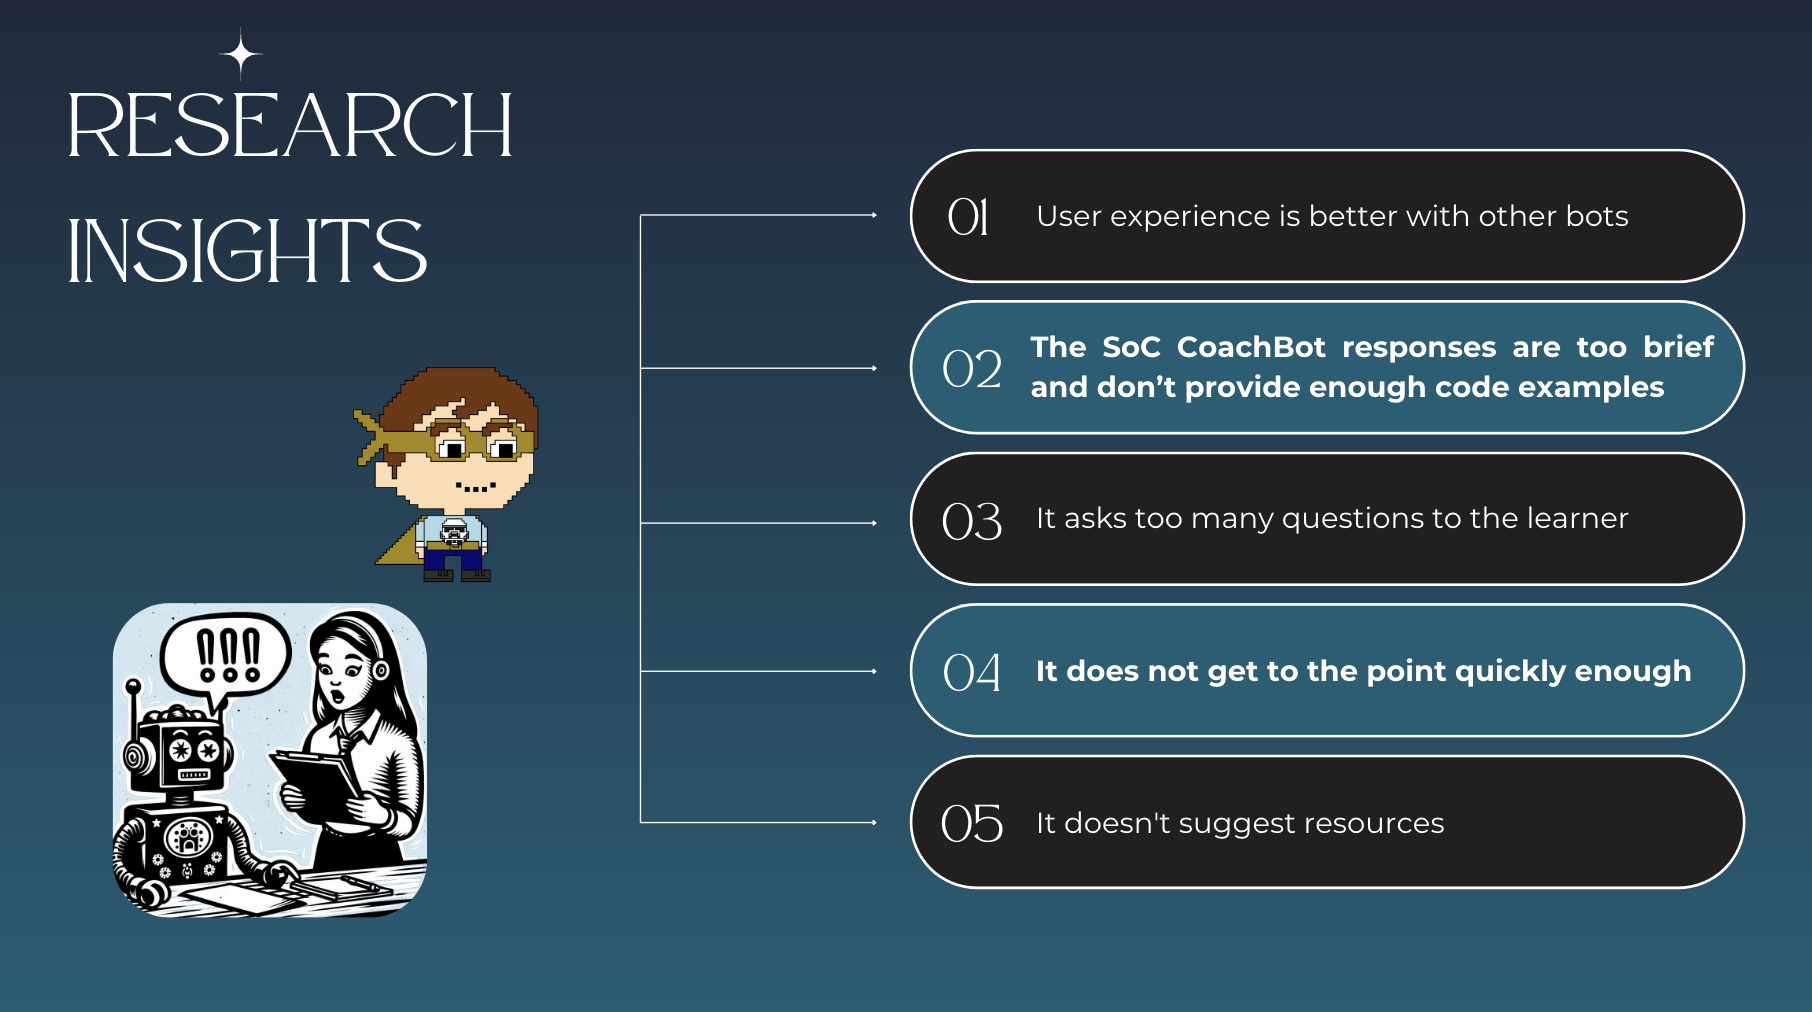 RESEARCH
INSIGHTS
01 User experience is better with other bots
02 The SoC CoachBot responses are too brief
and don’t provide enough code examples
03 It asks too many questions to the learner
04 It does not get to the point quickly enough
05 It doesn't suggest resources
!!!